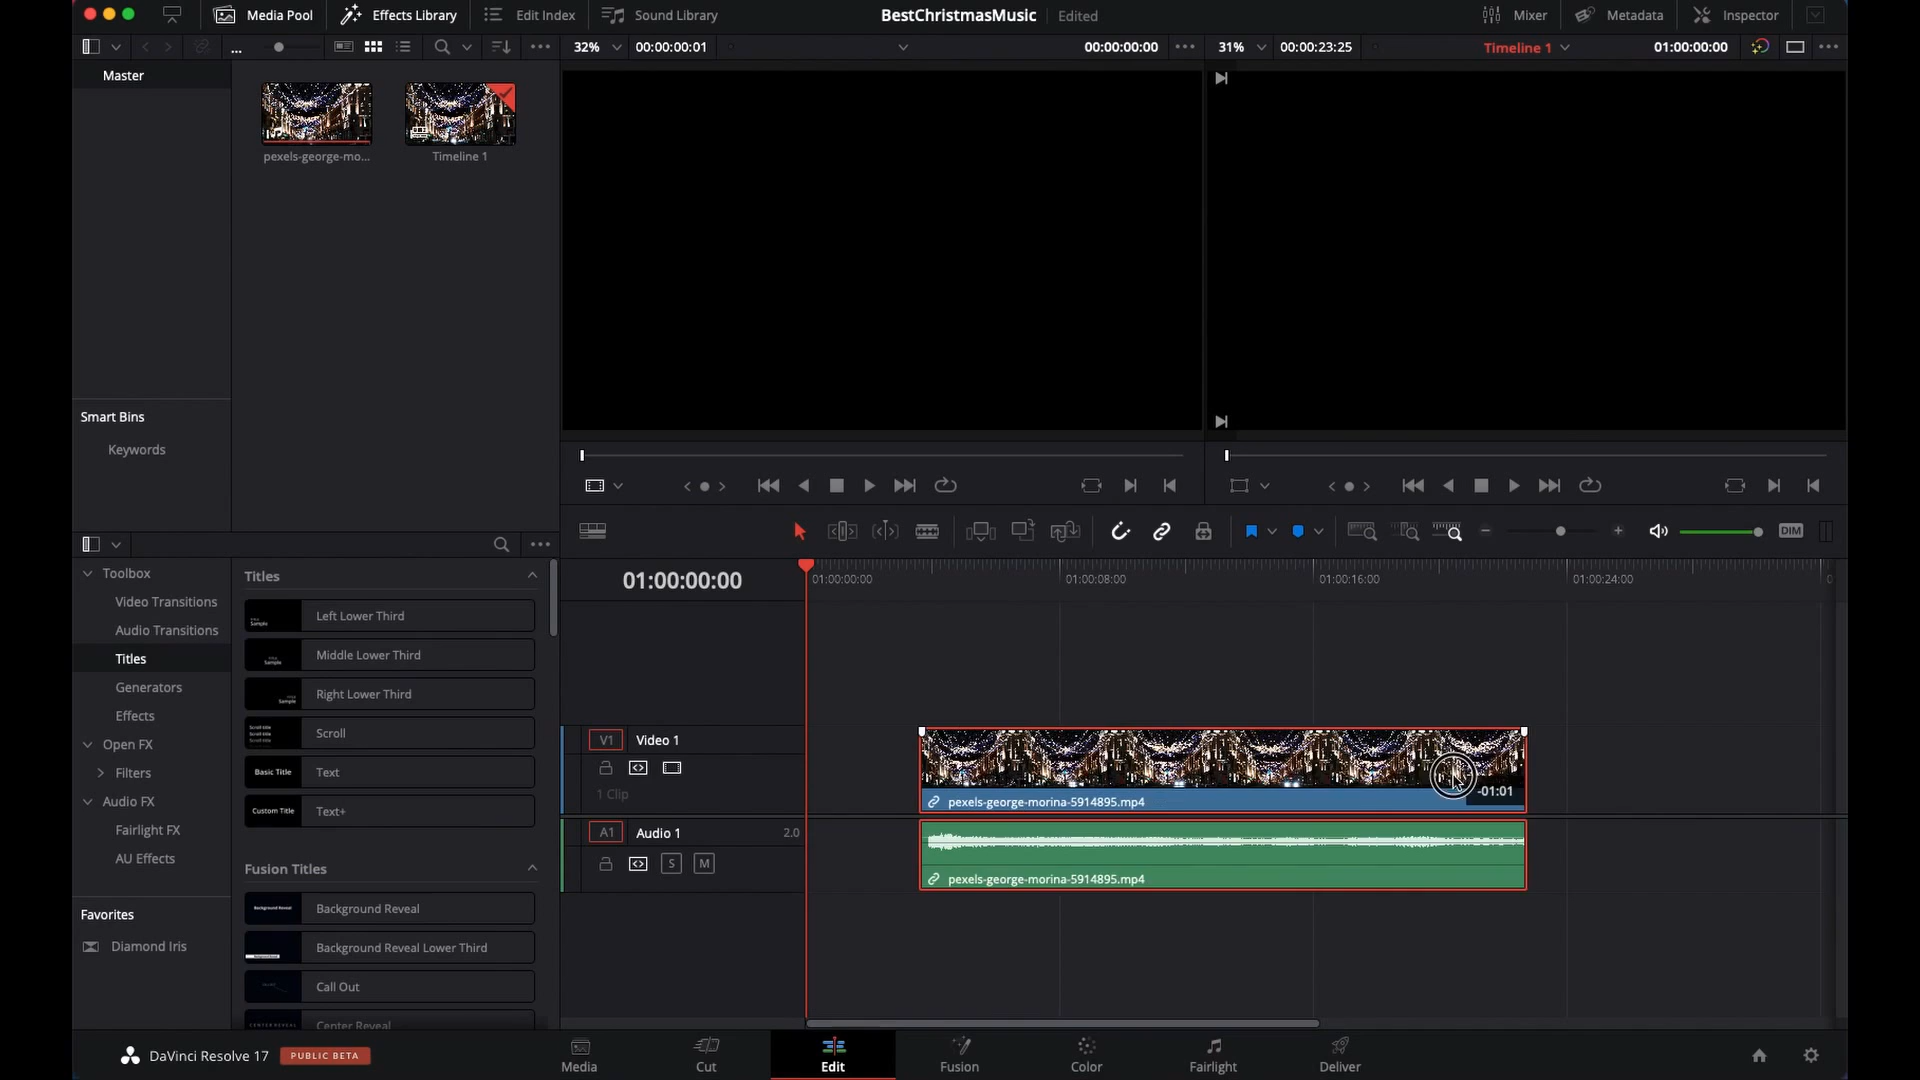 Media Pool
Effects Library
Edit Index
Sound Library
BestChristmasMusic
Edited
Mixer
Metadata
Inspector
...
32%
00:00:00:01
00:00:00:00
31%
00:00:23:25
Timeline 1
01:00:00:00
Master
pexels-george-mo...
Timeline 1
Smart Bins
Keywords
DIM
Toolbox
Video Transitions
Audio Transitions
Titles
Generators
Effects
Open FX
Filters
Audio FX
Fairlight FX
AU Effects
Favorites
Diamond Iris
Titles
Left Lower Third
Middle Lower Third
Right Lower Third
Scroll
Basic Title
Text
Custom Title
Text+
Fusion Titles
Background Reveal
Background Reveal Lower Third
Call Out
Center Reveal
01:00:00:00
01:00:00:00
01:00:08:00
01:00:16:00
01:00:24:00
V1
Video 1
1 Clip
-01:01
pexels-george-morina-5914895.mp4
A1
Audio 1
2.0
S
M
pexels-george-morina-5914895.mp4
DaVinci Resolve 17
PUBLIC BETA
Media
Cut
Edit
Fusion
Color
Fairlight
Deliver